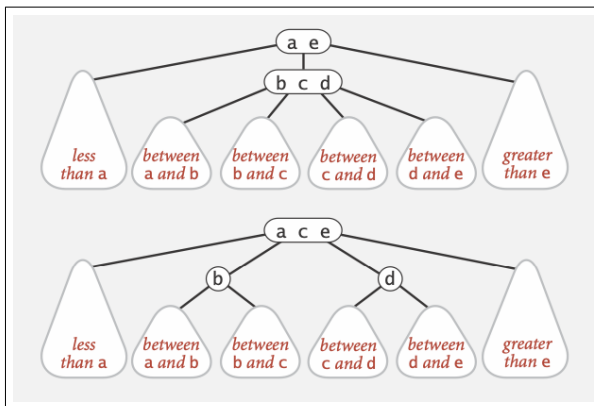 a e
b c d
less
than a
between
a and b
between
b and c
between
c and d
between
d and e
greater
than e
a c e
b
d
less
than a
between
a and b
between
b and c
between
c and d
between
d and e
greater
than e